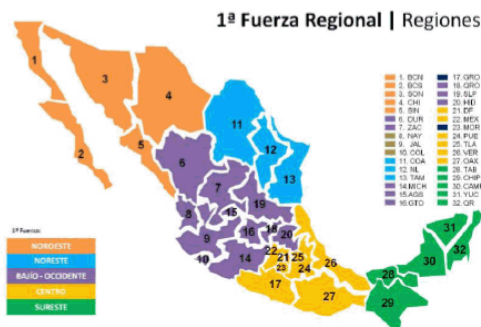 1ª Fuerza Regional | Regiones
1. BCN
2. BCS
3. SON
4. CHI
5. SIN
6. DUR
7. ZAC
8. NAY
9. JAL
10. COL
11. COA
12. NL
13. TAM
14. MICH
15. AGS
16. GTO
17. GRO
18. QRO
19. SLP
20. HID
21. DF
22. MEX
23. MOR
24. PUE
25. TLA
26. VER
27. OAX
28. TAB
29. CHIP
30. CAM
31. YUC
32. QR
1
2
3
4
5
6
7
8
9
10
11
12
13
14
15
16
17
18
19
20
21
22
23
24
25
26
27
28
29
30
31
32
1ª Fuerza:
NOROESTE
NORESTE
BAJÍO - OCCIDENTE
CENTRO
SURESTE